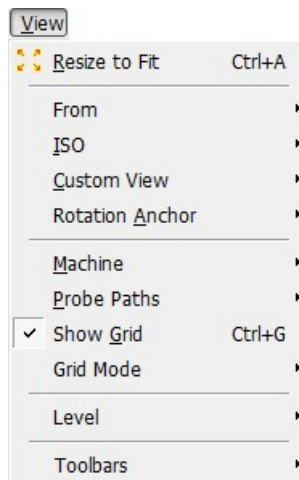 View
Resize to Fit Ctrl+A
From
ISO
Custom View
Rotation Anchor
Machine
Probe Paths
Show Grid Ctrl+G
Grid Mode
Level
Toolbars